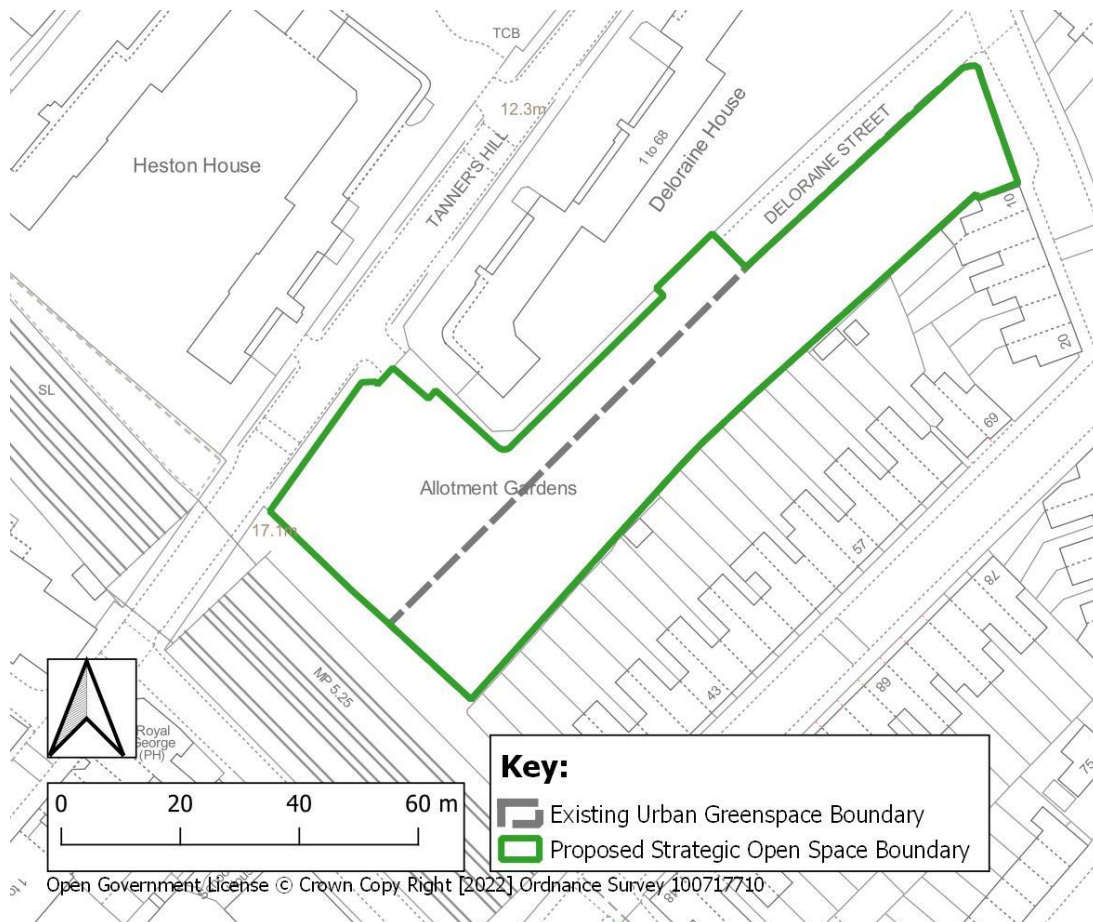 TCB
12.3m
Heston House
TANNER'S HILL
1 to 68
Deloraine House
DELORAINE STREET
10
20
SL
69
Allotment Gardens
17.1m
57
78
MP 5.25
43
68
Royal
George
(PH)
75
Key:
0 20 40 60 m
Existing Urban Greenspace Boundary
Proposed Strategic Open Space Boundary
Open Government License © Crown Copy Right [2022] Ordnance Survey 100717710